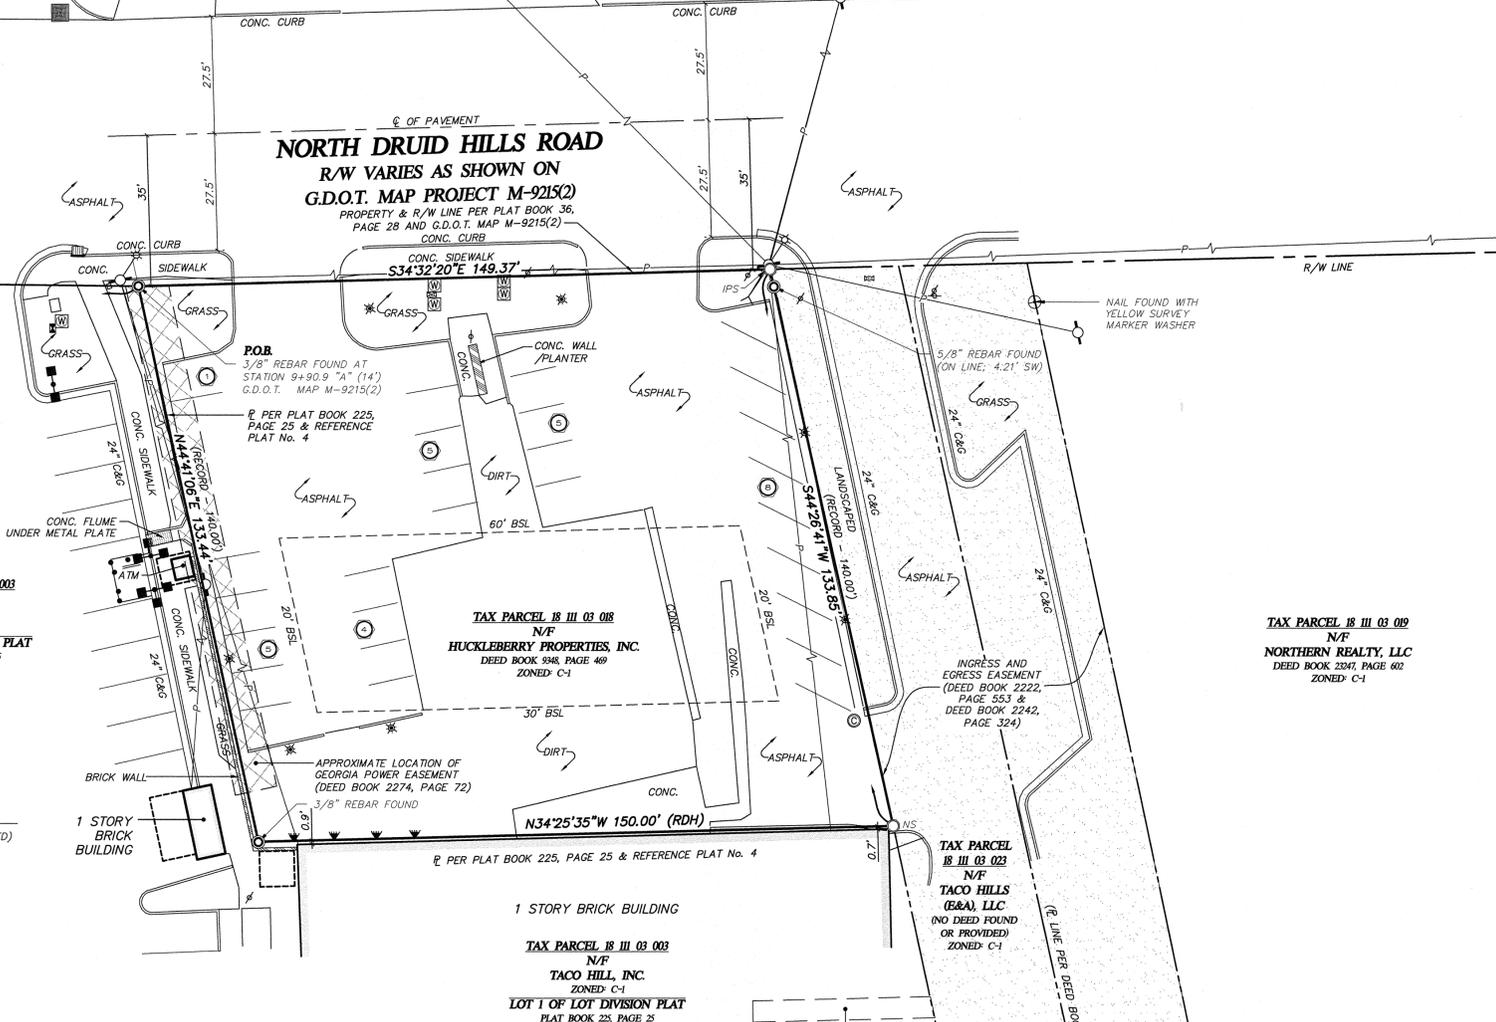 CONC. CURB
CONC. CURB
27.5'
27.5'
℄ OF PAVEMENT
NORTH DRUID HILLS ROAD
R/W VARIES AS SHOWN ON
G.D.O.T. MAP PROJECT M-9215(2)
PROPERTY & R/W LINE PER PLAT BOOK 36,
PAGE 28 AND G.D.O.T. MAP M-9215(2)
35'
27.5'
27.5'
35'
ASPHALT
ASPHALT
CONC. CURB
CONC. CURB
CONC.
SIDEWALK
CONC. SIDEWALK
S34°32'20"E 149.37'
P
P
P
P
R/W LINE
IPS
W
W
W
W
W
GRASS
GRASS
GRASS
NAIL FOUND WITH
YELLOW SURVEY
MARKER WASHER
P.O.B.
3/8" REBAR FOUND AT
STATION 9+90.9 "A" (14')
G.D.O.T. MAP M-9215(2)
CONC. WALL
/PLANTER
CONC.
5/8" REBAR FOUND
(ON LINE; 4.21' SW)
1
ASPHALT
GRASS
℄ PER PLAT BOOK 225,
PAGE 25 & REFERENCE
PLAT No. 4
24" C&G
CONC. SIDEWALK
N44°41'06"E 133.44'
(RECORD 140.00')
5
5
24" C&G
DIRT
8
ASPHALT
LANDSCAPED
(RECORD - 140.00')
S44°26'41"W 133.85'
24" C&G
CONC. FLUME
UNDER METAL PLATE
60' BSL
ATM
ASPHALT
24" C&G
003
PLAT
20' BSL
20' BSL
TAX PARCEL 18 111 03 018
N/F
HUCKLEBERRY PROPERTIES, INC.
DEED BOOK 9348, PAGE 469
ZONED: C-1
4
5
CONC.
CONC.
TAX PARCEL 18 111 03 019
N/F
NORTHERN REALTY, LLC
DEED BOOK 23247, PAGE 602
ZONED: C-1
CONC. SIDEWALK
24" C&G
INGRESS AND
EGRESS EASEMENT
(DEED BOOK 2222,
PAGE 553 &
DEED BOOK 2242,
PAGE 324)
30' BSL
C
GRASS
DIRT
ASPHALT
APPROXIMATE LOCATION OF
GEORGIA POWER EASEMENT
(DEED BOOK 2274, PAGE 72)
BRICK WALL
3/8" REBAR FOUND
CONC.
0.9'
N34°25'35"W 150.00' (RDH)
NS
1 STORY
BRICK
BUILDING
0.7'
℄ PER PLAT BOOK 225, PAGE 25 & REFERENCE PLAT No. 4
TAX PARCEL
18 111 03 023
N/F
TACO HILLS
(E&A), LLC
(NO DEED FOUND
OR PROVIDED)
ZONED: C-1
1 STORY BRICK BUILDING
TAX PARCEL 18 111 03 003
N/F
TACO HILL, INC.
ZONED: C-1
LOT 1 OF LOT DIVISION PLAT
PLAT BOOK 225, PAGE 25
LINE PER DEED